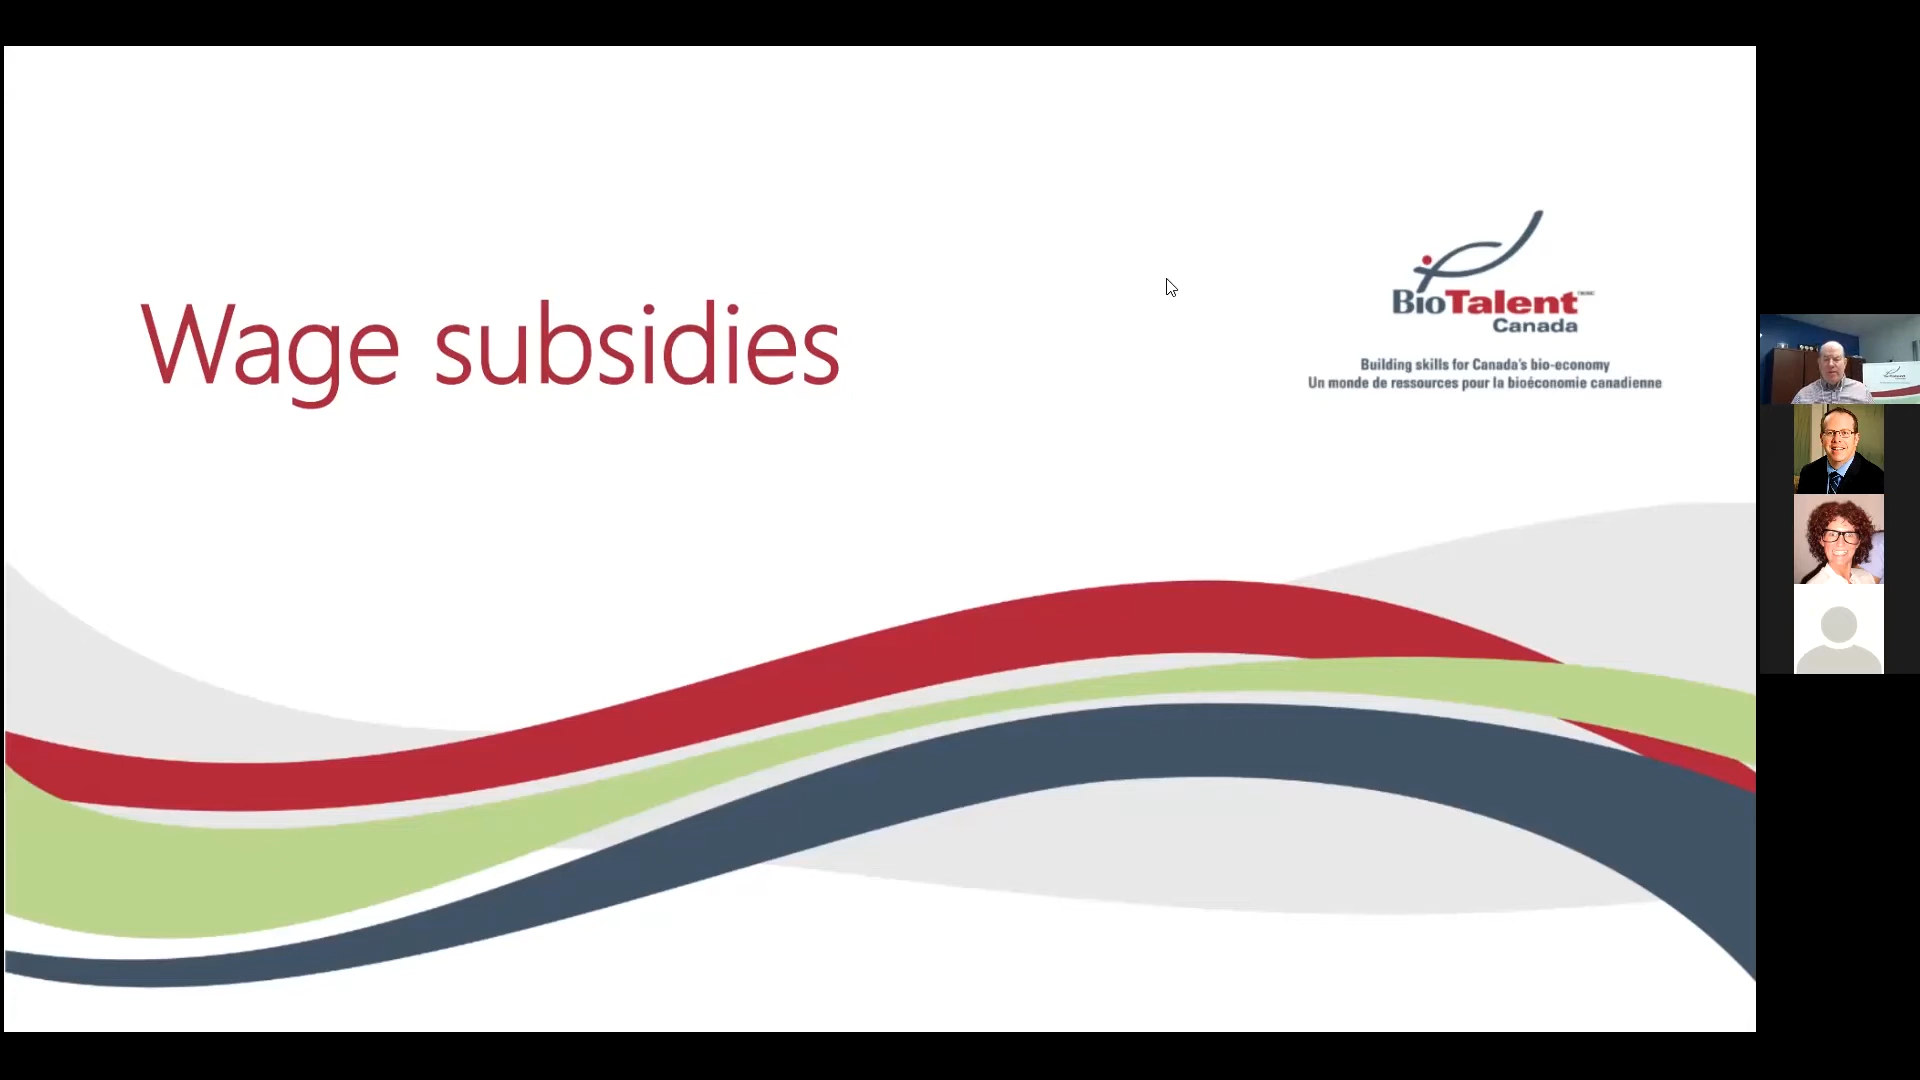 Wage subsidies
BioTalent
Canada
Building skills for Canada's bio-economy
Un monde de ressources pour la bioéconomie canadienne